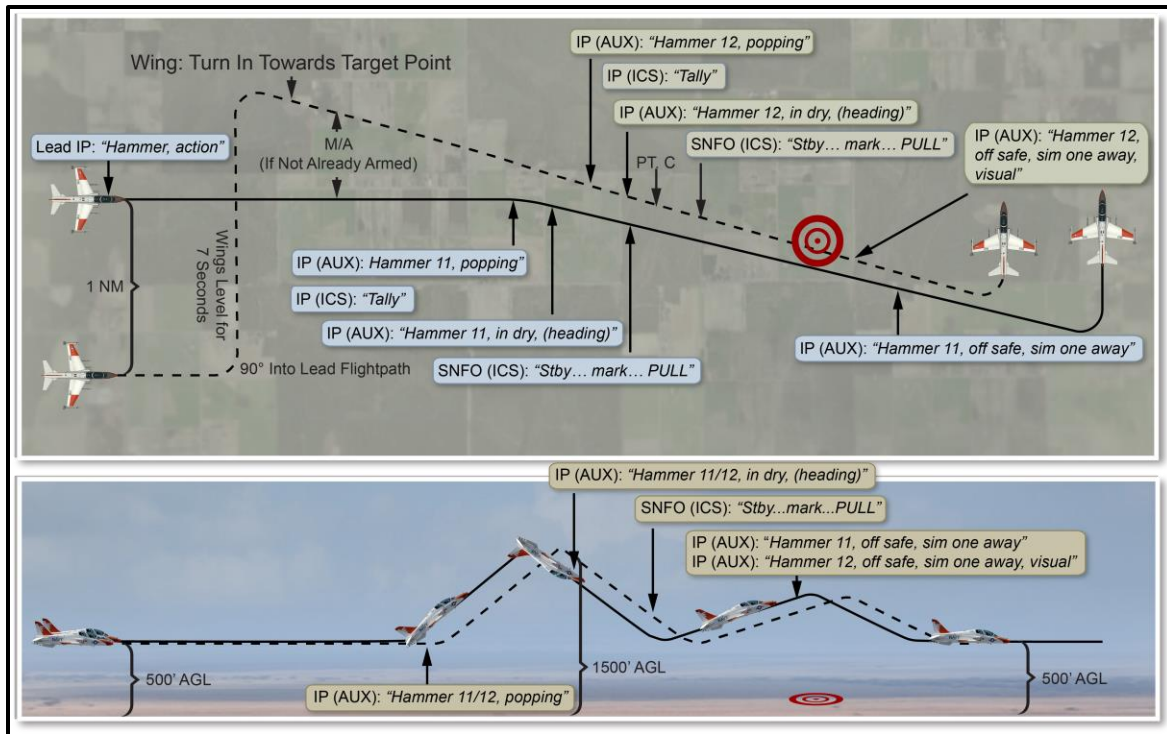 IP (AUX): “Hammer 12, popping”
Wing: Turn In Towards Target Point
IP (ICS): “Tally”
IP (AUX): “Hammer 12, in dry, (heading)”
IP (AUX): “Hammer 12,
off safe, sim one away,
visual”
Lead IP: “Hammer, action”
M/A
(If Not Already Armed)
SNFO (ICS): “Stby… mark… PULL”
PT, C
Wings Level for
7 Seconds
1 NM
IP (AUX): Hammer 11, popping”
IP (ICS): “Tally”
IP (AUX): “Hammer 11, in dry, (heading)”
IP (AUX): “Hammer 11, off safe, sim one away”
90° Into Lead Flightpath
SNFO (ICS): “Stby… mark… PULL”
IP (AUX): “Hammer 11/12, in dry, (heading)”
SNFO (ICS): “Stby...mark...PULL”
IP (AUX): “Hammer 11, off safe, sim one away”
IP (AUX): “Hammer 12, off safe, sim one away, visual”
500’ AGL
1500’ AGL
500’ AGL
IP (AUX): “Hammer 11/12, popping”